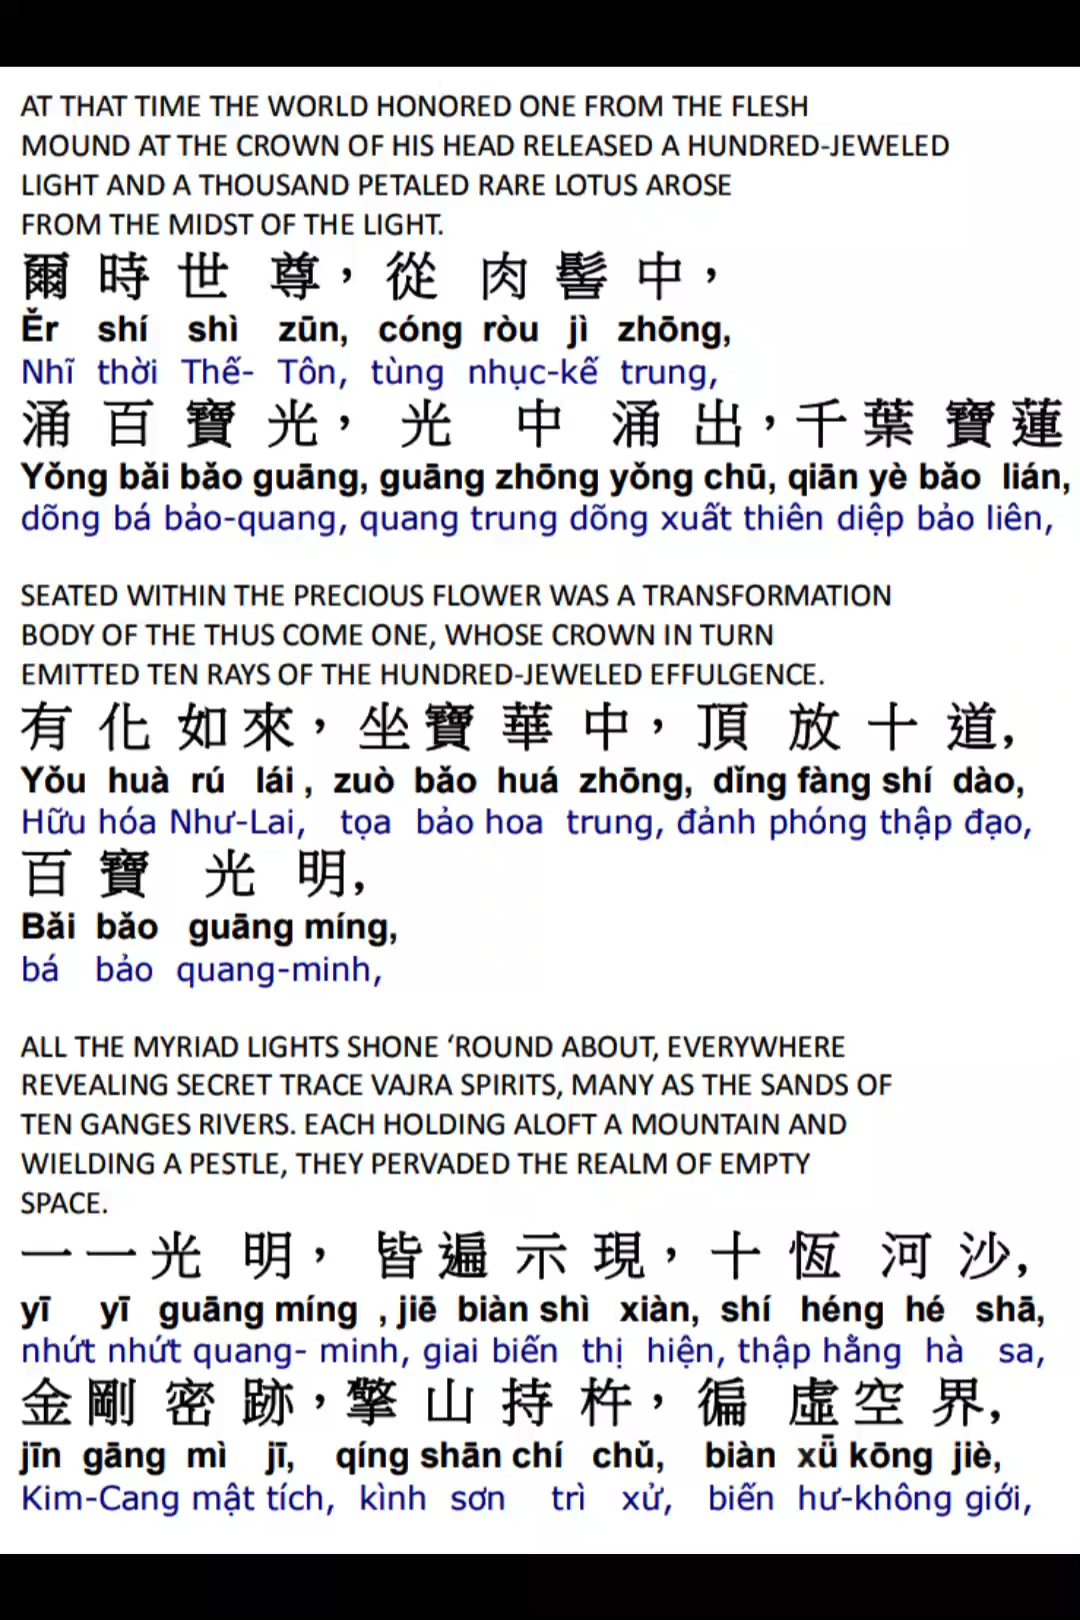 AT THAT TIME THE WORLD HONORED ONE FROM THE FLESH
MOUND AT THE CROWN OF HIS HEAD RELEASED A HUNDRED-JEWELED
LIGHT AND A THOUSAND PETALED RARE LOTUS AROSE
FROM THE MIDST OF THE LIGHT.
爾時世尊，從肉髻中，
Ěr shí shì zūn, cóng ròu jì zhōng,
Nhĩ thời Thế- Tôn, tùng nhục-kế trung,
涌百寶光，光中涌出，千葉寶蓮
Yǒng bǎi bǎo guāng, guāng zhōng yǒng chū, qiān yè bǎo lián,
dõng bá bảo-quang, quang trung dõng xuất thiên diệp bảo liên,
SEATED WITHIN THE PRECIOUS FLOWER WAS A TRANSFORMATION
BODY OF THE THUS COME ONE, WHOSE CROWN IN TURN
EMITTED TEN RAYS OF THE HUNDRED-JEWELED EFFULGENCE.
有化如來，坐寶華中，頂放十道,
Yǒu huà rú lái , zuò bǎo huá zhōng, dǐng fàng shí dào,
Hữu hóa Như-Lai, tọa bảo hoa trung, đảnh phóng thập đạo,
百寶光明,
Bǎi bǎo guāng míng,
bá bảo quang-minh,
ALL THE MYRIAD LIGHTS SHONE ‘ROUND ABOUT, EVERYWHERE
REVEALING SECRET TRACE VAJRA SPIRITS, MANY AS THE SANDS OF
TEN GANGES RIVERS. EACH HOLDING ALOFT A MOUNTAIN AND
WIELDING A PESTLE, THEY PERVADED THE REALM OF EMPTY
SPACE.
一一光明，皆遍示現，十恆河沙,
yī yī guāng míng , jiē biàn shì xiàn, shí héng hé shā,
nhứt nhứt quang- minh, giai biến thị hiện, thập hằng hà sa,
金剛密跡，擎山持杵，徧虛空界,
jīn gāng mì jī, qíng shān chí chǔ, biàn xǖ kōng jiè,
Kim-Cang mật tích, kình sơn trì xử, biến hư-không giới,